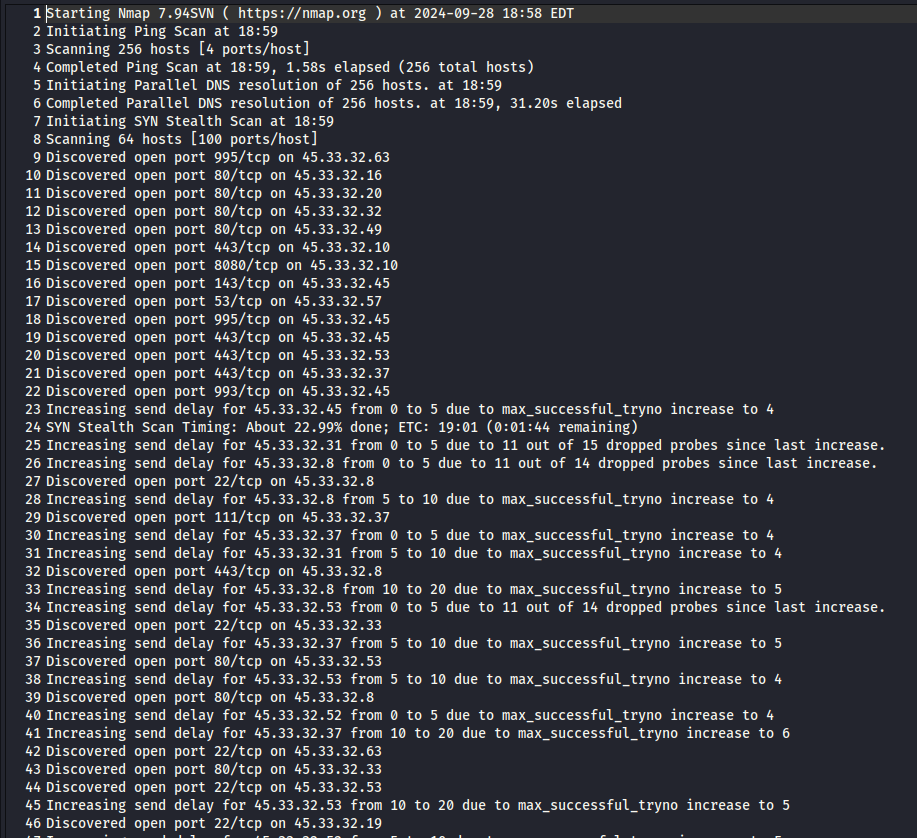 1 Starting Nmap 7.94SVN ( https://nmap.org ) at 2024-09-28 18:58 EDT
2 Initiating Ping Scan at 18:59
3 Scanning 256 hosts [4 ports/host]
4 Completed Ping Scan at 18:59, 1.58s elapsed (256 total hosts)
5 Initiating Parallel DNS resolution of 256 hosts. at 18:59
6 Completed Parallel DNS resolution of 256 hosts. at 18:59, 31.20s elapsed
7 Initiating SYN Stealth Scan at 18:59
8 Scanning 64 hosts [100 ports/host]
9 Discovered open port 995/tcp on 45.33.32.63
10 Discovered open port 80/tcp on 45.33.32.16
11 Discovered open port 80/tcp on 45.33.32.20
12 Discovered open port 80/tcp on 45.33.32.32
13 Discovered open port 80/tcp on 45.33.32.49
14 Discovered open port 443/tcp on 45.33.32.10
15 Discovered open port 8080/tcp on 45.33.32.10
16 Discovered open port 143/tcp on 45.33.32.45
17 Discovered open port 53/tcp on 45.33.32.57
18 Discovered open port 995/tcp on 45.33.32.45
19 Discovered open port 443/tcp on 45.33.32.45
20 Discovered open port 443/tcp on 45.33.32.53
21 Discovered open port 443/tcp on 45.33.32.37
22 Discovered open port 993/tcp on 45.33.32.45
23 Increasing send delay for 45.33.32.45 from 0 to 5 due to max_successful_tryno increase to 4
24 SYN Stealth Scan Timing: About 22.99% done; ETC: 19:01 (0:01:44 remaining)
25 Increasing send delay for 45.33.32.31 from 0 to 5 due to 11 out of 15 dropped probes since last increase.
26 Increasing send delay for 45.33.32.8 from 0 to 5 due to 11 out of 14 dropped probes since last increase.
27 Discovered open port 22/tcp on 45.33.32.8
28 Increasing send delay for 45.33.32.8 from 5 to 10 due to max_successful_tryno increase to 4
29 Discovered open port 111/tcp on 45.33.32.37
30 Increasing send delay for 45.33.32.37 from 0 to 5 due to max_successful_tryno increase to 4
31 Increasing send delay for 45.33.32.31 from 5 to 10 due to max_successful_tryno increase to 4
32 Discovered open port 443/tcp on 45.33.32.8
33 Increasing send delay for 45.33.32.8 from 10 to 20 due to max_successful_tryno increase to 5
34 Increasing send delay for 45.33.32.53 from 0 to 5 due to 11 out of 14 dropped probes since last increase.
35 Discovered open port 22/tcp on 45.33.32.33
36 Increasing send delay for 45.33.32.37 from 5 to 10 due to max_successful_tryno increase to 5
37 Discovered open port 80/tcp on 45.33.32.53
38 Increasing send delay for 45.33.32.53 from 5 to 10 due to max_successful_tryno increase to 4
39 Discovered open port 80/tcp on 45.33.32.8
40 Increasing send delay for 45.33.32.52 from 0 to 5 due to max_successful_tryno increase to 4
41 Increasing send delay for 45.33.32.37 from 10 to 20 due to max_successful_tryno increase to 6
42 Discovered open port 22/tcp on 45.33.32.63
43 Discovered open port 80/tcp on 45.33.32.33
44 Discovered open port 22/tcp on 45.33.32.53
45 Increasing send delay for 45.33.32.53 from 10 to 20 due to max_successful_tryno increase to 5
46 Discovered open port 22/tcp on 45.33.32.19